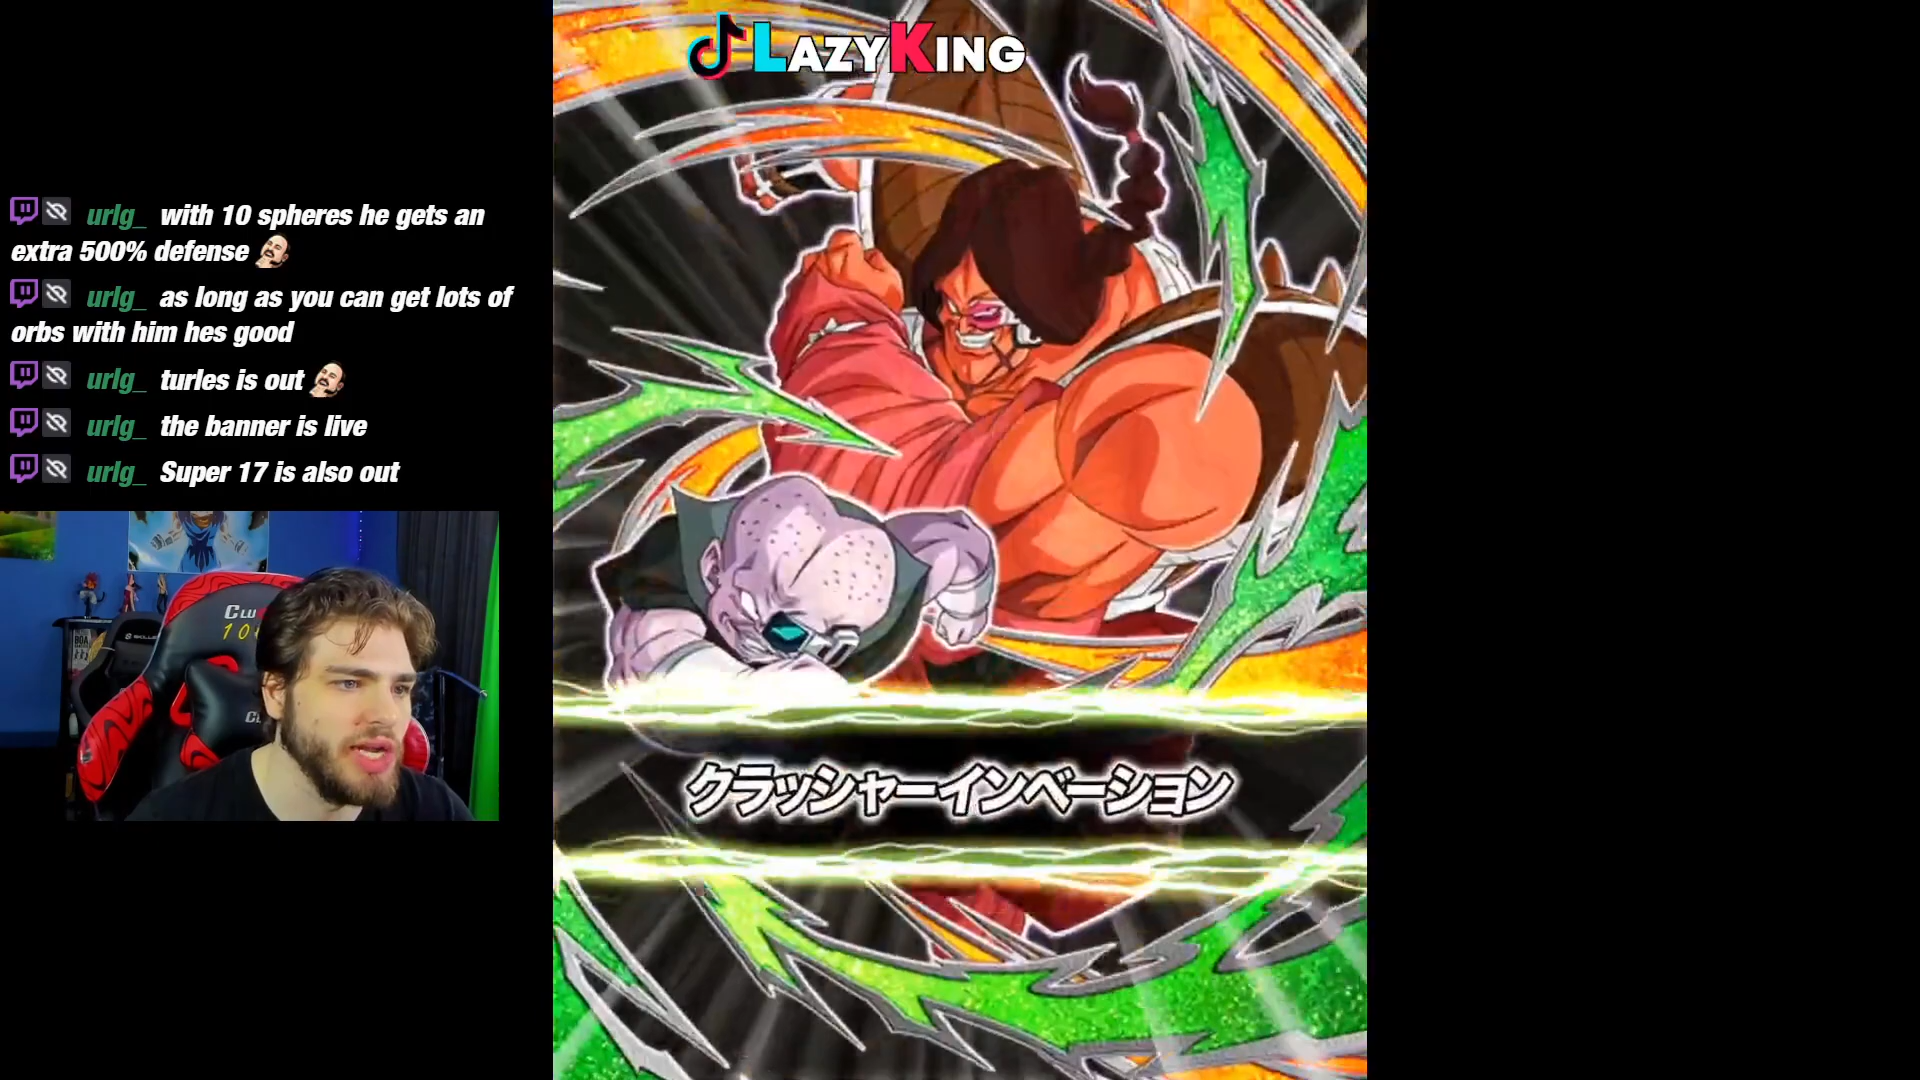 LAZYKING
urlg_ with 10 spheres he gets an
extra 500% defense
urlg_ as long as you can get lots of
orbs with him hes good
urlg_ turles is out
urlg_ the banner is live
urlg_ Super 17 is also out
クラッシャーインベーション